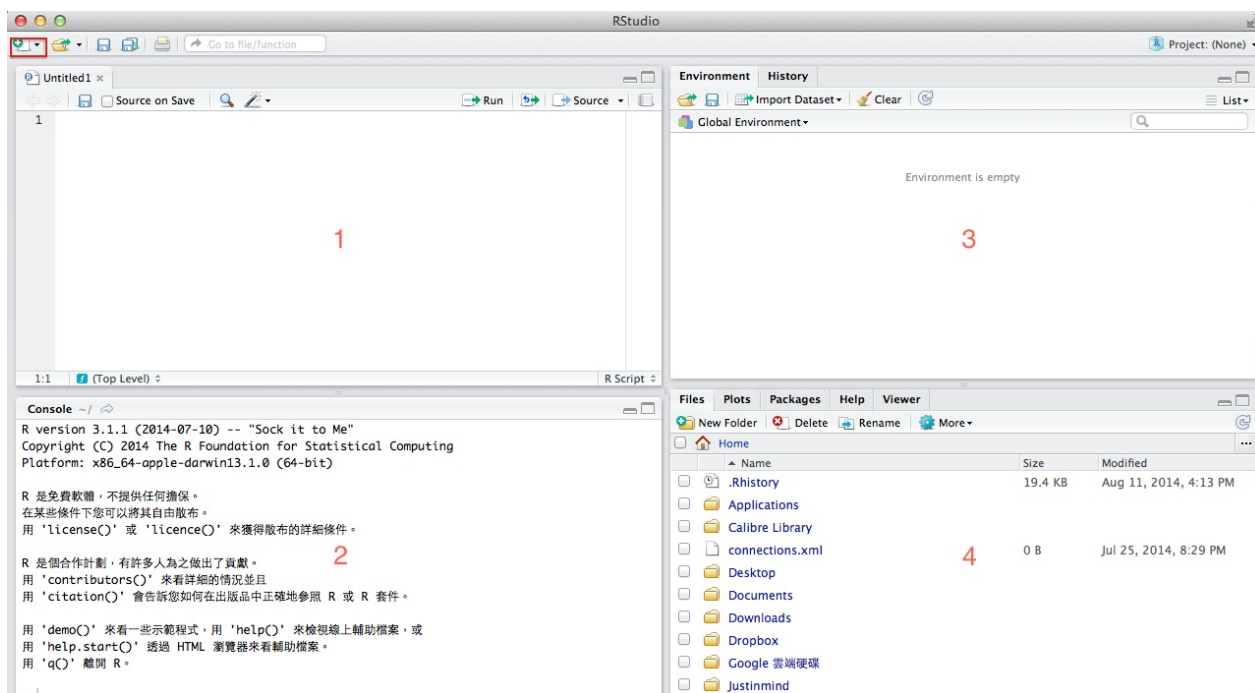 RStudio
Go to file/function
Project: (None)
Untitled1
Source on Save
Run
Source
1
1
1:1 (Top Level)
R Script
Console ~/
R version 3.1.1 (2014-07-10) -- "Sock it to Me"
Copyright (C) 2014 The R Foundation for Statistical Computing
Platform: x86_64-apple-darwin13.1.0 (64-bit)
R 是免費軟體，不提供任何擔保。
在某些條件下您可以將其自由散布。
用 'license()' 或 'licence()' 來獲得散布的詳細條件。
R 是個合作計劃，有許多人為之做出了貢獻。
2
用 'contributors()' 來看詳細的情況並且
用 'citation()' 會告訴您如何在出版品中正確地參照 R 或 R 套件。
用 'demo()' 來看一些示範程式，用 'help()' 來檢視線上輔助檔案，或
用 'help.start()' 透過 HTML 瀏覽器來看輔助檔案。
用 'q()' 離開 R。
Environment History
Import Dataset Clear
List
Global Environment
Environment is empty
3
Files Plots Packages Help Viewer
New Folder Delete Rename More
Home ...
Name Size Modified
.Rhistory 19.4 KB Aug 11, 2014, 4:13 PM
Applications
Calibre Library
connections.xml 0 B Jul 25, 2014, 8:29 PM
4
Desktop
Documents
Downloads
Dropbox
Google 雲端硬碟
Justinmind